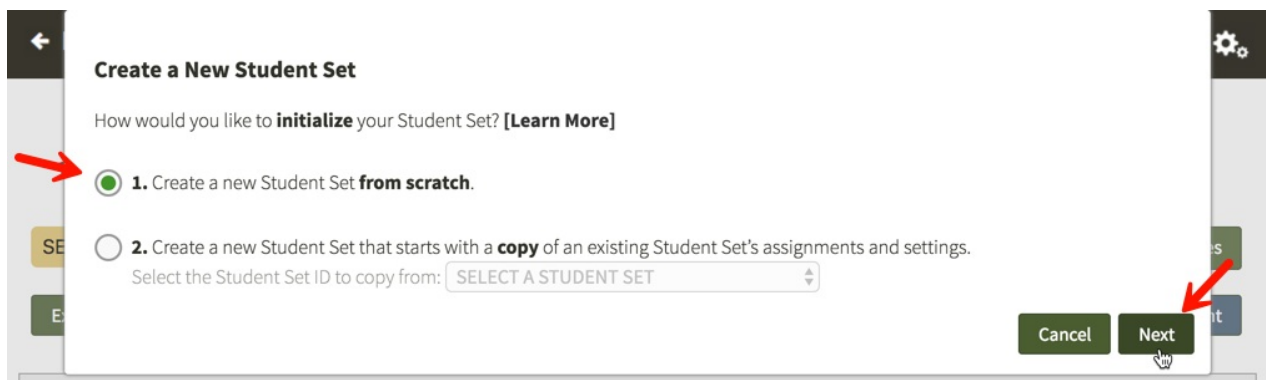 Create a New Student Set
How would you like to initialize your Student Set? [Learn More]
1. Create a new Student Set from scratch.
2. Create a new Student Set that starts with a copy of an existing Student Set's assignments and settings.
Select the Student Set ID to copy from: SELECT A STUDENT SET
Cancel Next